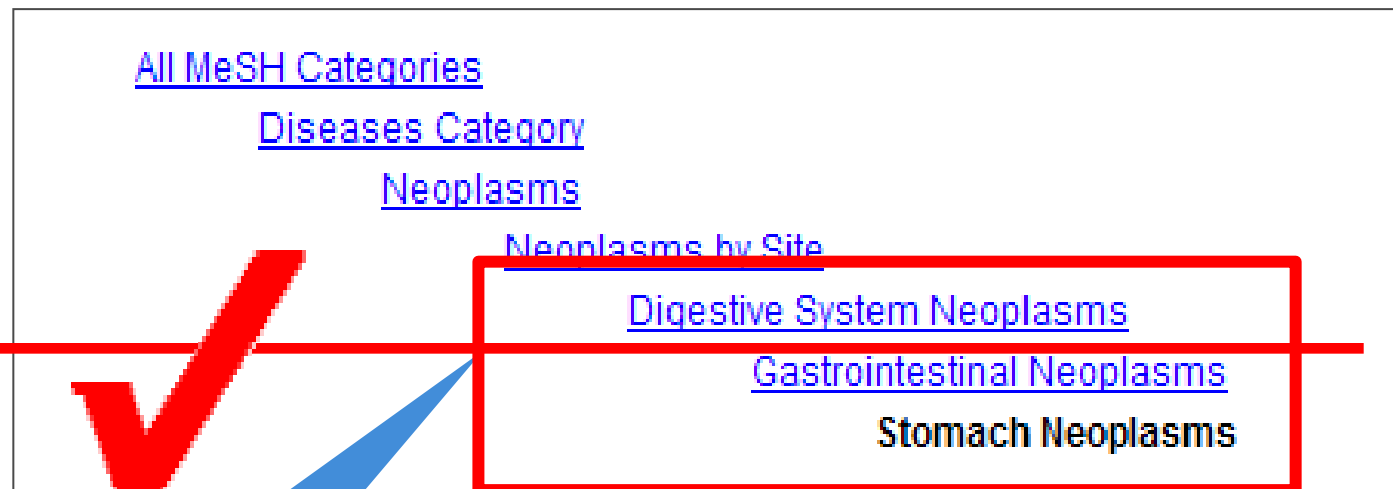 All MeSH Categories
Diseases Category
Neoplasms
Neoplasms by Site
Digestive System Neoplasms
Gastrointestinal Neoplasms
Stomach Neoplasms